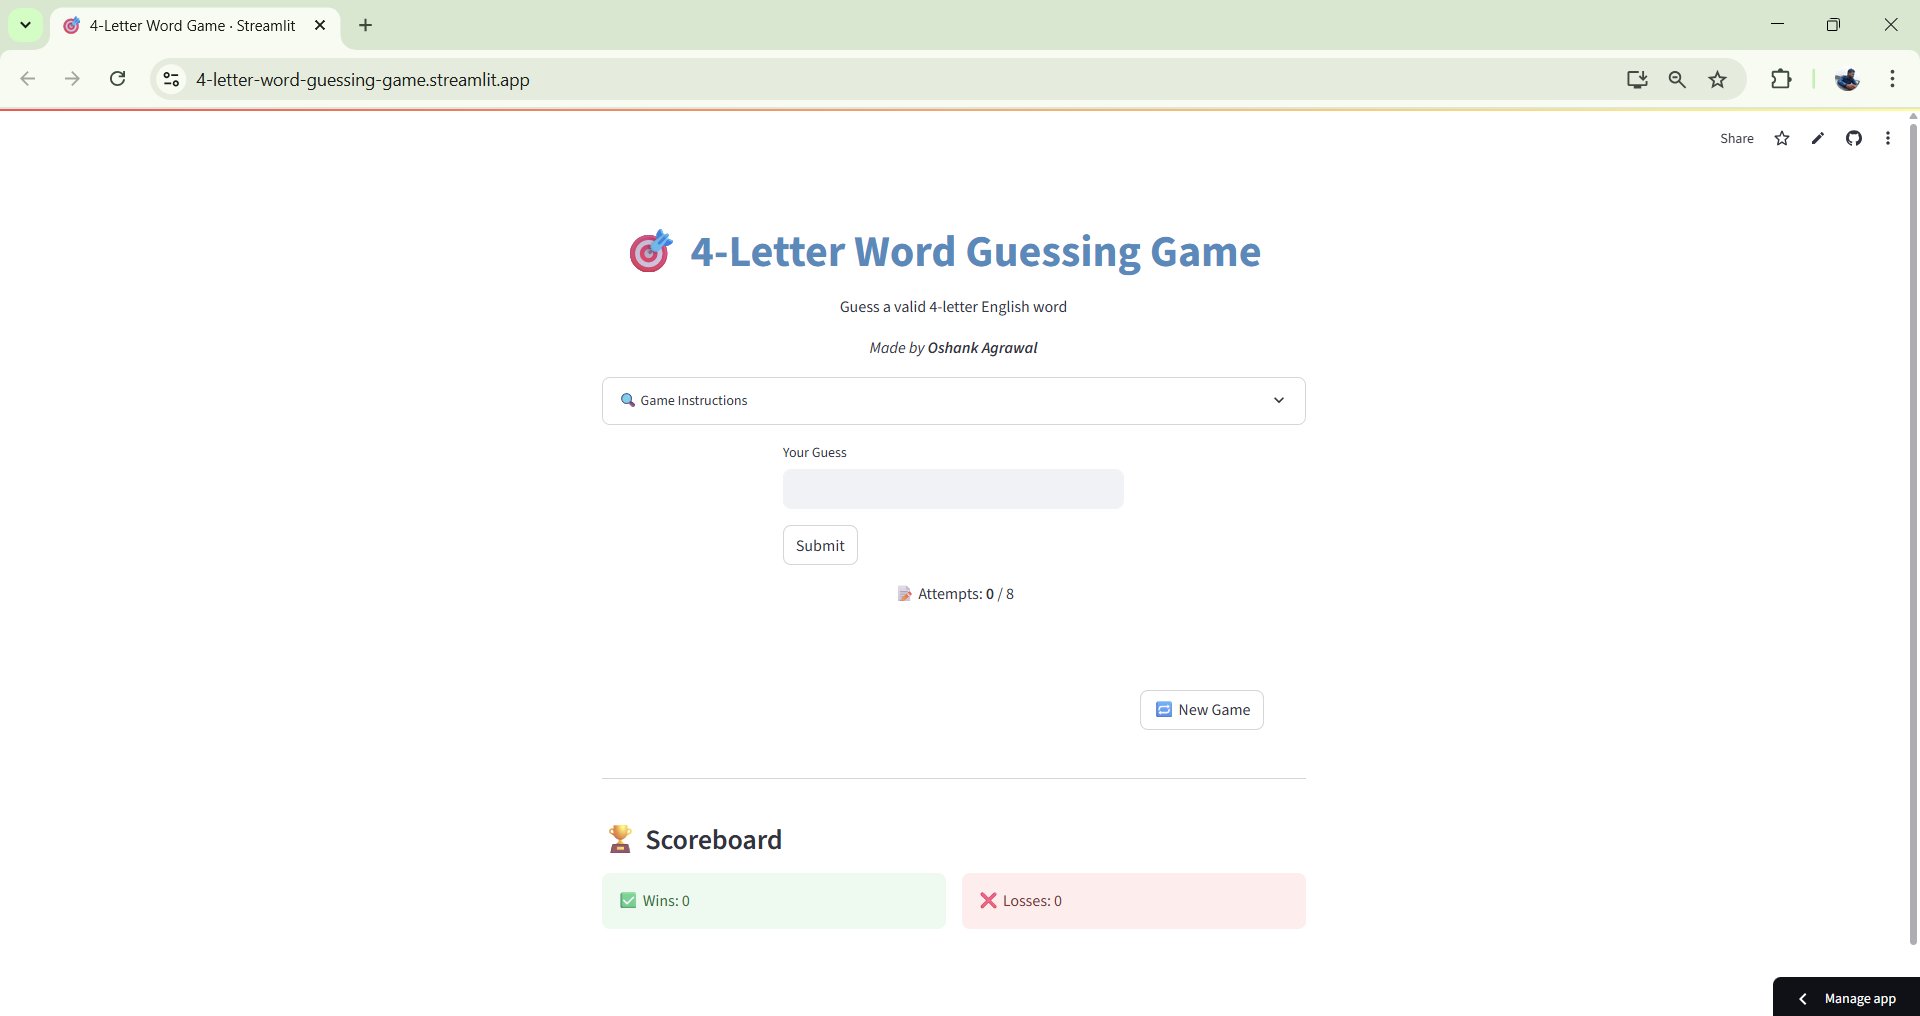 4-Letter Word Game · Streamlit
4-letter-word-guessing-game.streamlit.app
Share
4-Letter Word Guessing Game
Guess a valid 4-letter English word
Made by Oshank Agrawal
Game Instructions
Your Guess
Submit
Attempts: 0 / 8
New Game
Scoreboard
Wins: 0
Losses: 0
Manage app